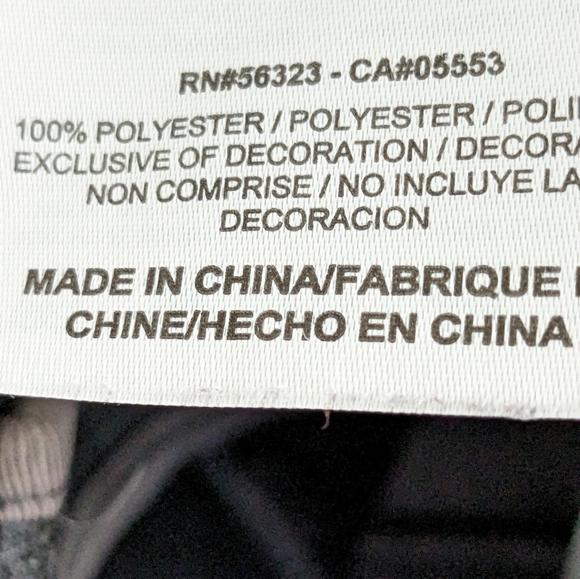 RN#56323 - CA#05553
100% POLYESTER / POLYESTER / POLI
EXCLUSIVE OF DECORATION / DECORA
NON COMPRISE / NO INCLUYE LA
DECORACION
MADE IN CHINA/FABRIQUE
CHINE/HECHO EN CHINA